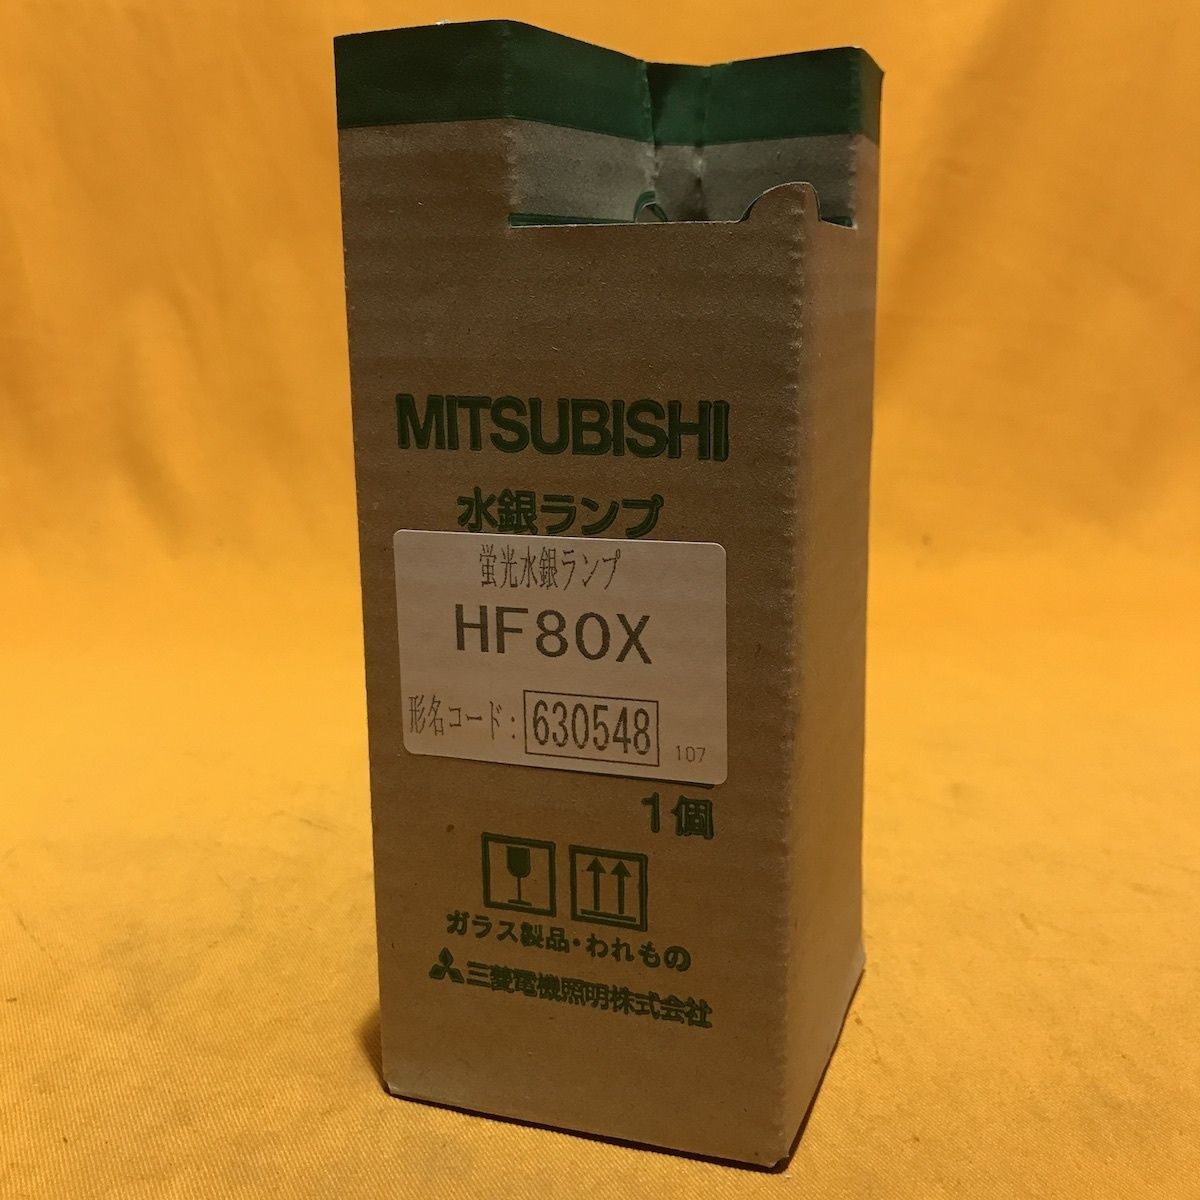 MITSUBISHI
水銀ランプ
蛍光水銀ランプ
HF80X
形名コード: 630548
107
1個
ガラス製品・われもの
三菱電機照明株式会社